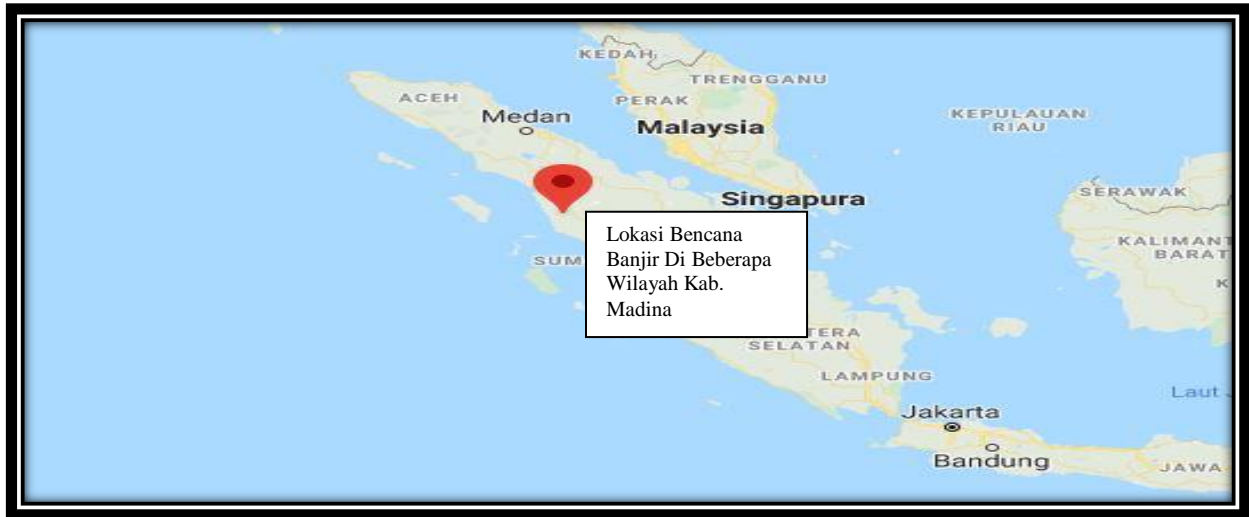 KEDAH
TRENGGANU
ACEH
PERAK
Medan
KEPULAUAN
RIAU
Malaysia
SERAWAK
Singapura
Lokasi Bencana
Banjir Di Beberapa
Wilayah Kab.
Madina
KALIMANT
BARAT
SUM
K
TERA
SELATAN
LAMPUNG
Laut
Jakarta
Bandung
JAWA